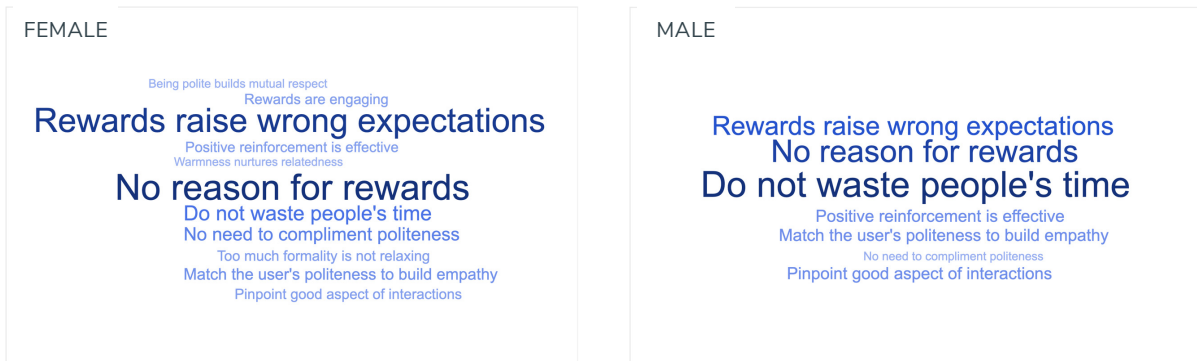 FEMALE
Being polite builds mutual respect
Rewards are engaging
Rewards raise wrong expectations
Positive reinforcement is effective
Warmness nurtures relatedness
No reason for rewards
Do not waste people's time
No need to compliment politeness
Too much formality is not relaxing
Match the user's politeness to build empathy
Pinpoint good aspect of interactions
MALE
Rewards raise wrong expectations
No reason for rewards
Do not waste people's time
Positive reinforcement is effective
Match the user's politeness to build empathy
No need to compliment politeness
Pinpoint good aspect of interactions